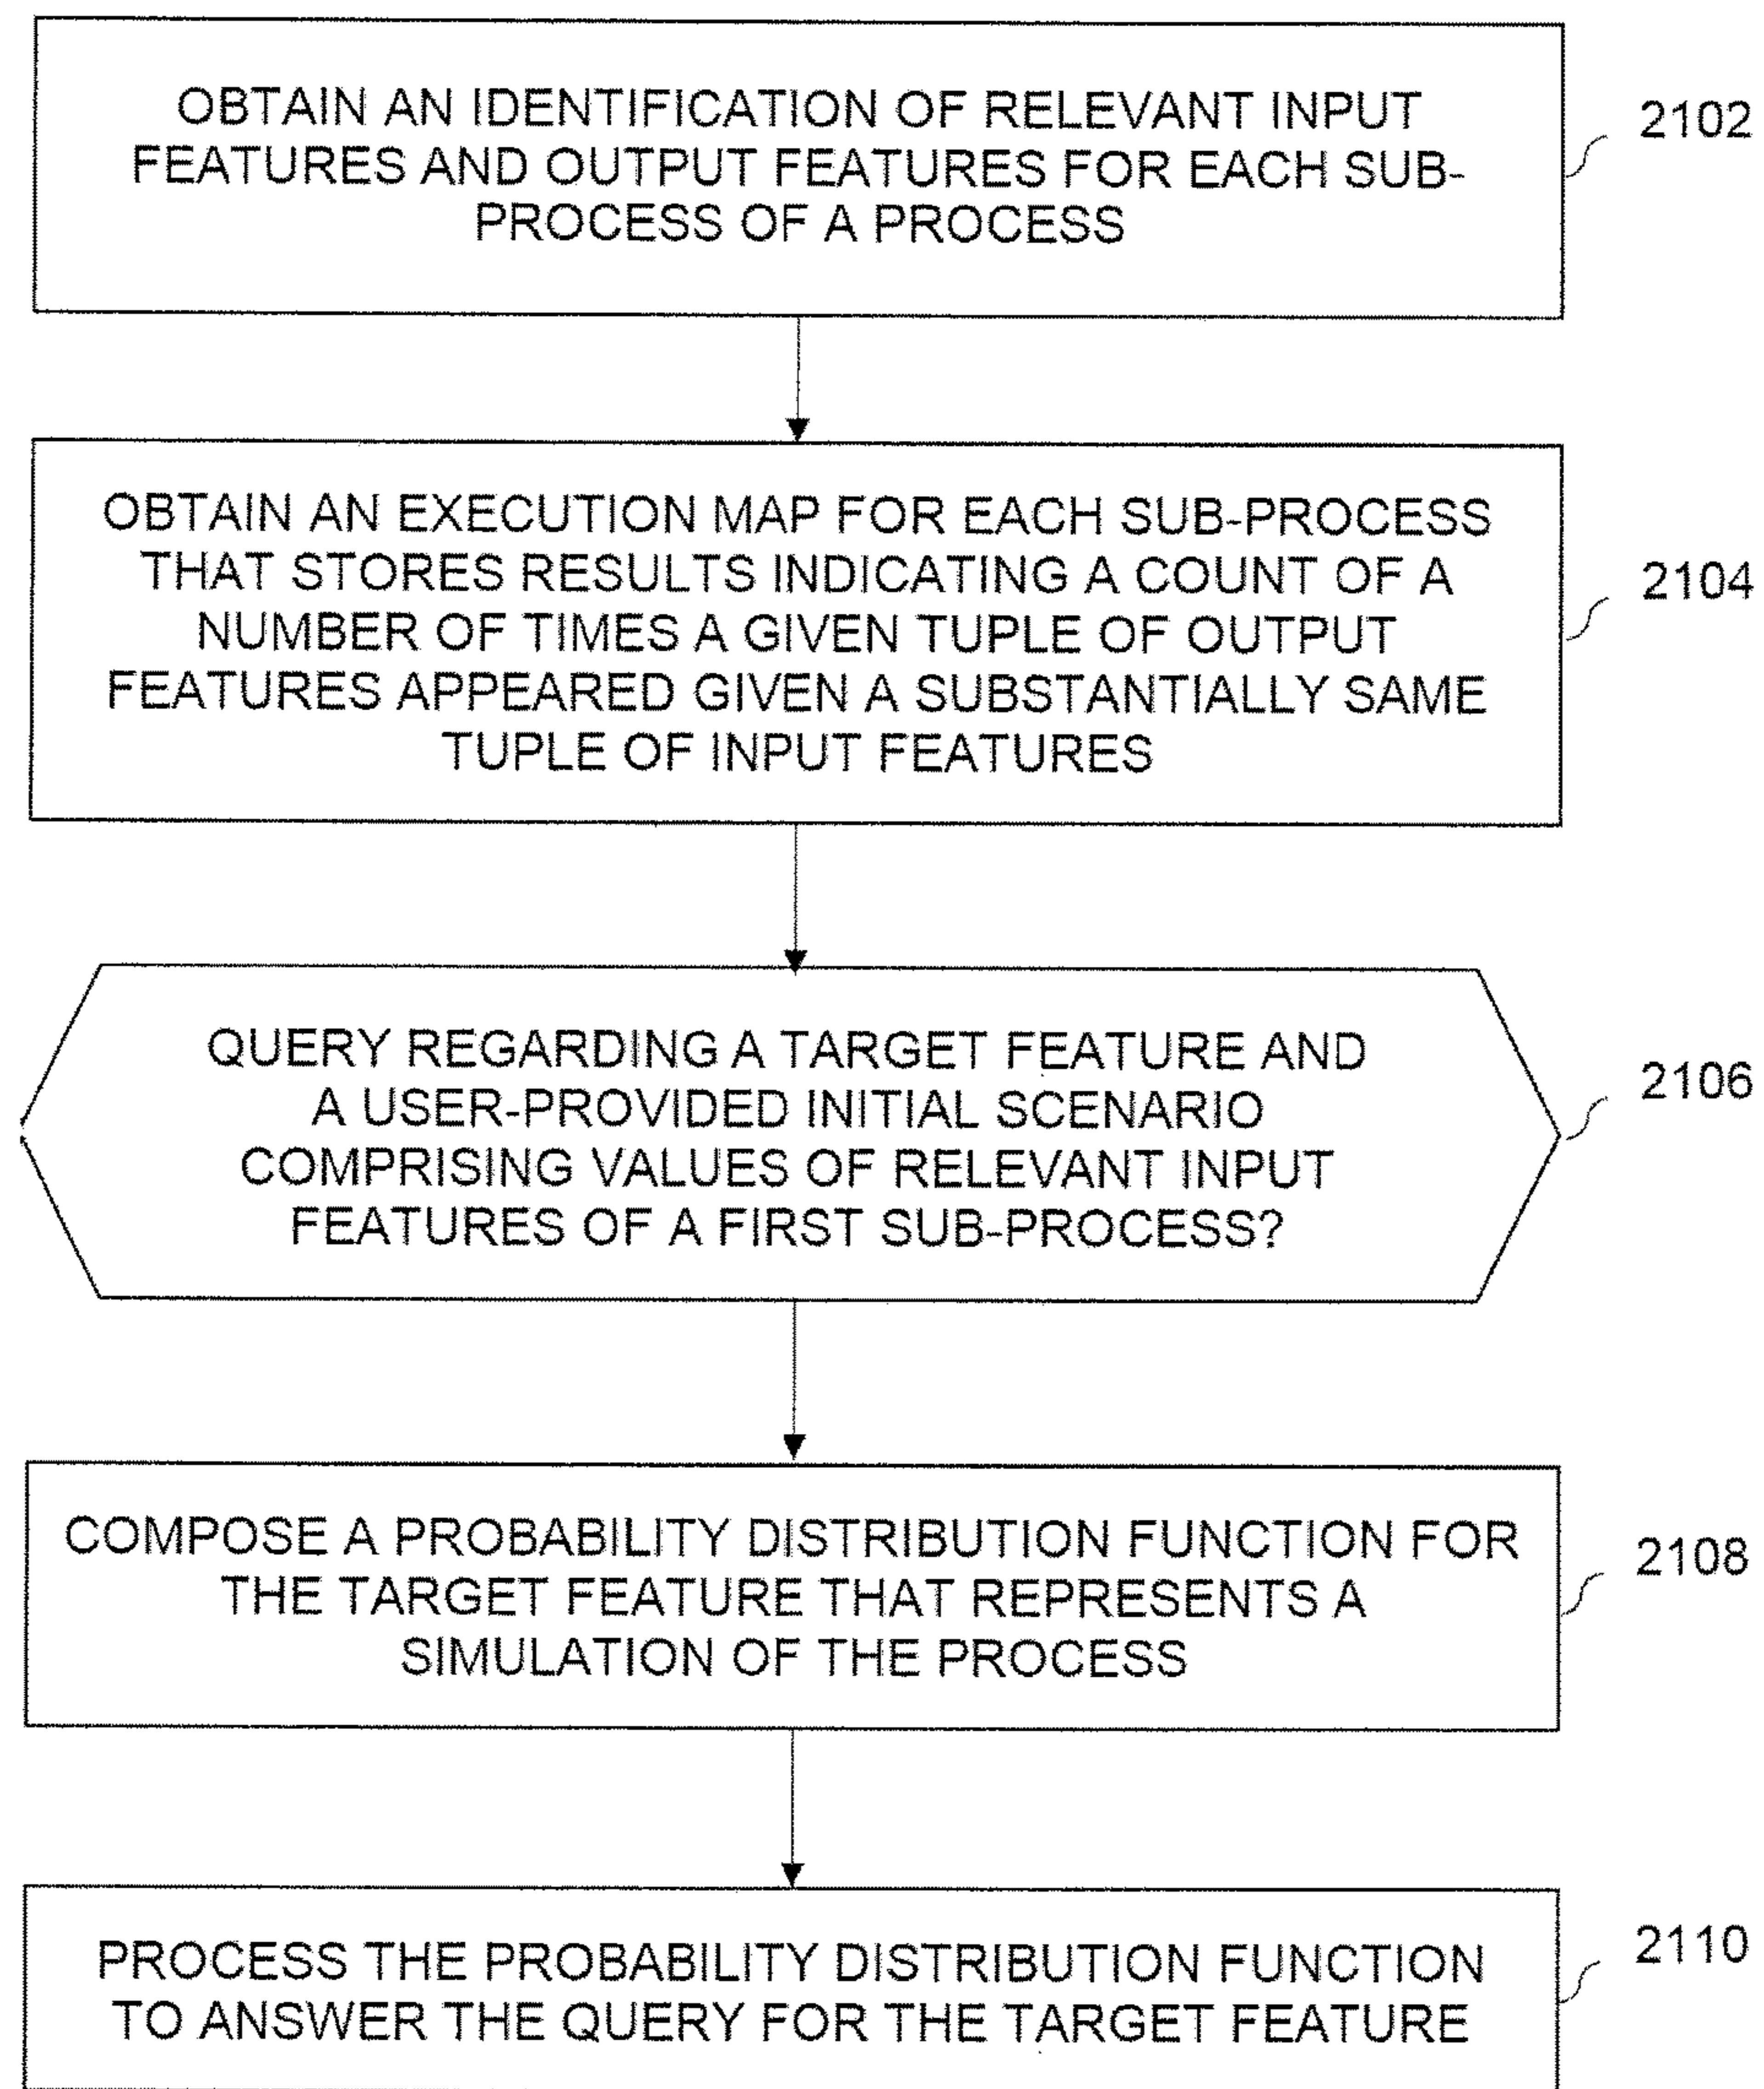 OBTAIN AN IDENTIFICATION OF RELEVANT INPUT
FEATURES AND OUTPUT FEATURES FOR EACH SUB-
PROCESS OF A PROCESS
2102
OBTAIN AN EXECUTION MAP FOR EACH SUB-PROCESS
THAT STORES RESULTS INDICATING A COUNT OF A
NUMBER OF TIMES A GIVEN TUPLE OF OUTPUT
FEATURES APPEARED GIVEN A SUBSTANTIALLY SAME
TUPLE OF INPUT FEATURES
2104
QUERY REGARDING A TARGET FEATURE AND
A USER-PROVIDED INITIAL SCENARIO
COMPRISING VALUES OF RELEVANT INPUT
FEATURES OF A FIRST SUB-PROCESS?
2106
COMPOSE A PROBABILITY DISTRIBUTION FUNCTION FOR
THE TARGET FEATURE THAT REPRESENTS A
SIMULATION OF THE PROCESS
2108
PROCESS THE PROBABILITY DISTRIBUTION FUNCTION
TO ANSWER THE QUERY FOR THE TARGET FEATURE
2110